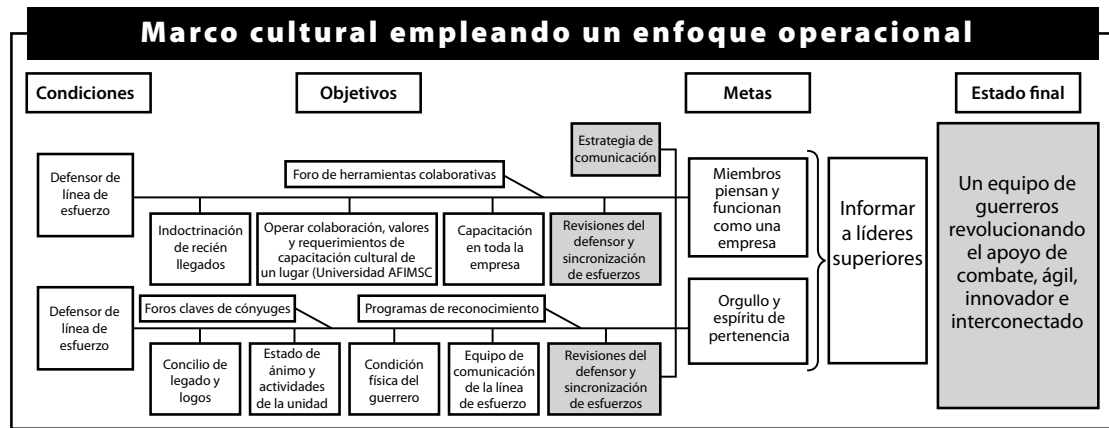 Marco cultural empleando un enfoque operacional
Condiciones
Objetivos
Metas
Estado final
Defensor de
línea de
esfuerzo
Foro de herramientas colaborativas
Estrategia de
comunicación
Indoctrinación
de recién
llegados
Operar colaboración, valores
y requerimientos de
capacitación cultural de
un lugar (Universidad AFIMSC
Capacitación
en toda la
empresa
Revisiones del
defensor y
sincronización
de esfuerzos
Miembros
piensan y
funcionan
como una
empresa
Defensor de
línea de
esfuerzo
Foros claves de cónyuges
Programas de reconocimiento
Concilio de
legado y
logos
Estado de
ánimo y
actividades
de la unidad
Condición
física del
guerrero
Equipo de
comunicación
de la línea de
esfuerzo
Revisiones del
defensor y
sincronización
de esfuerzos
Orgullo y
espíritu de
pertenencia
Informar
a líderes
superiores
Un equipo de
guerreros
revolucionando
el apoyo de
combate, ágil,
innovador e
interconectado